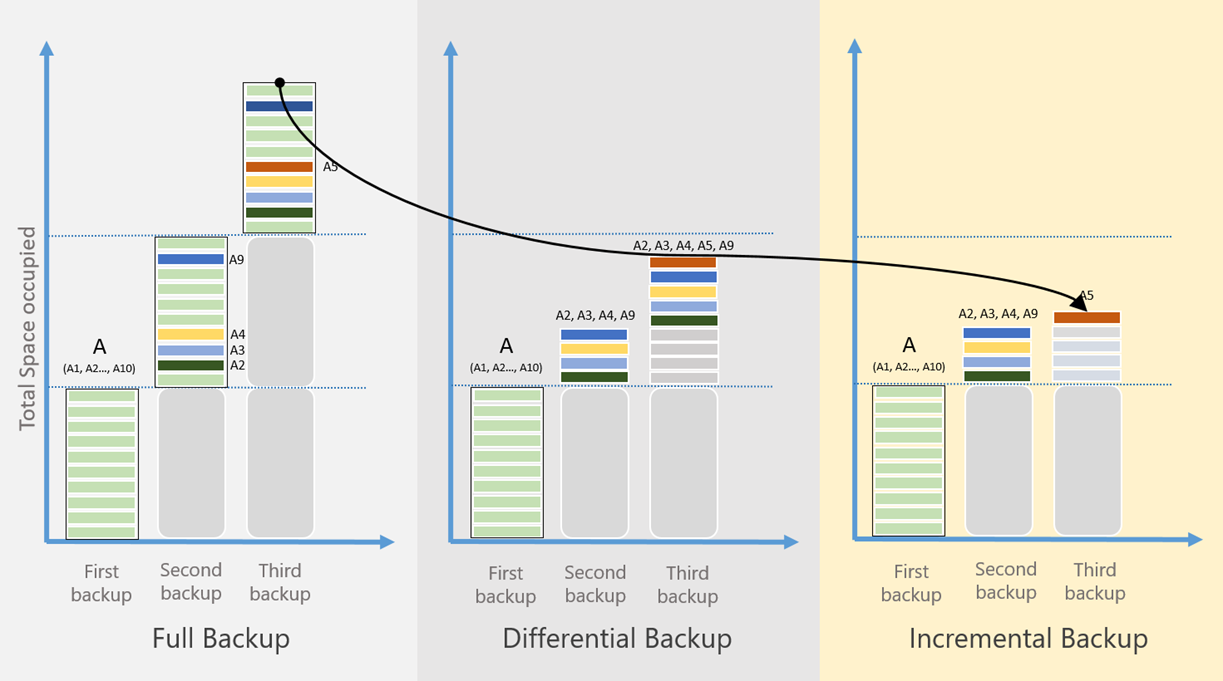 Total Space occupied
A
(A1, A2..., A10)
A9
A4
A3
A2
A5
First
backup
Second
backup
Third
backup
Full Backup
A
(A1, A2..., A10)
A2, A3, A4, A9
A2, A3, A4, A5, A9
First
backup
Second
backup
Third
backup
Differential Backup
A
(A1, A2..., A10)
A2, A3, A4, A9
A5
First
backup
Second
backup
Third
backup
Incremental Backup